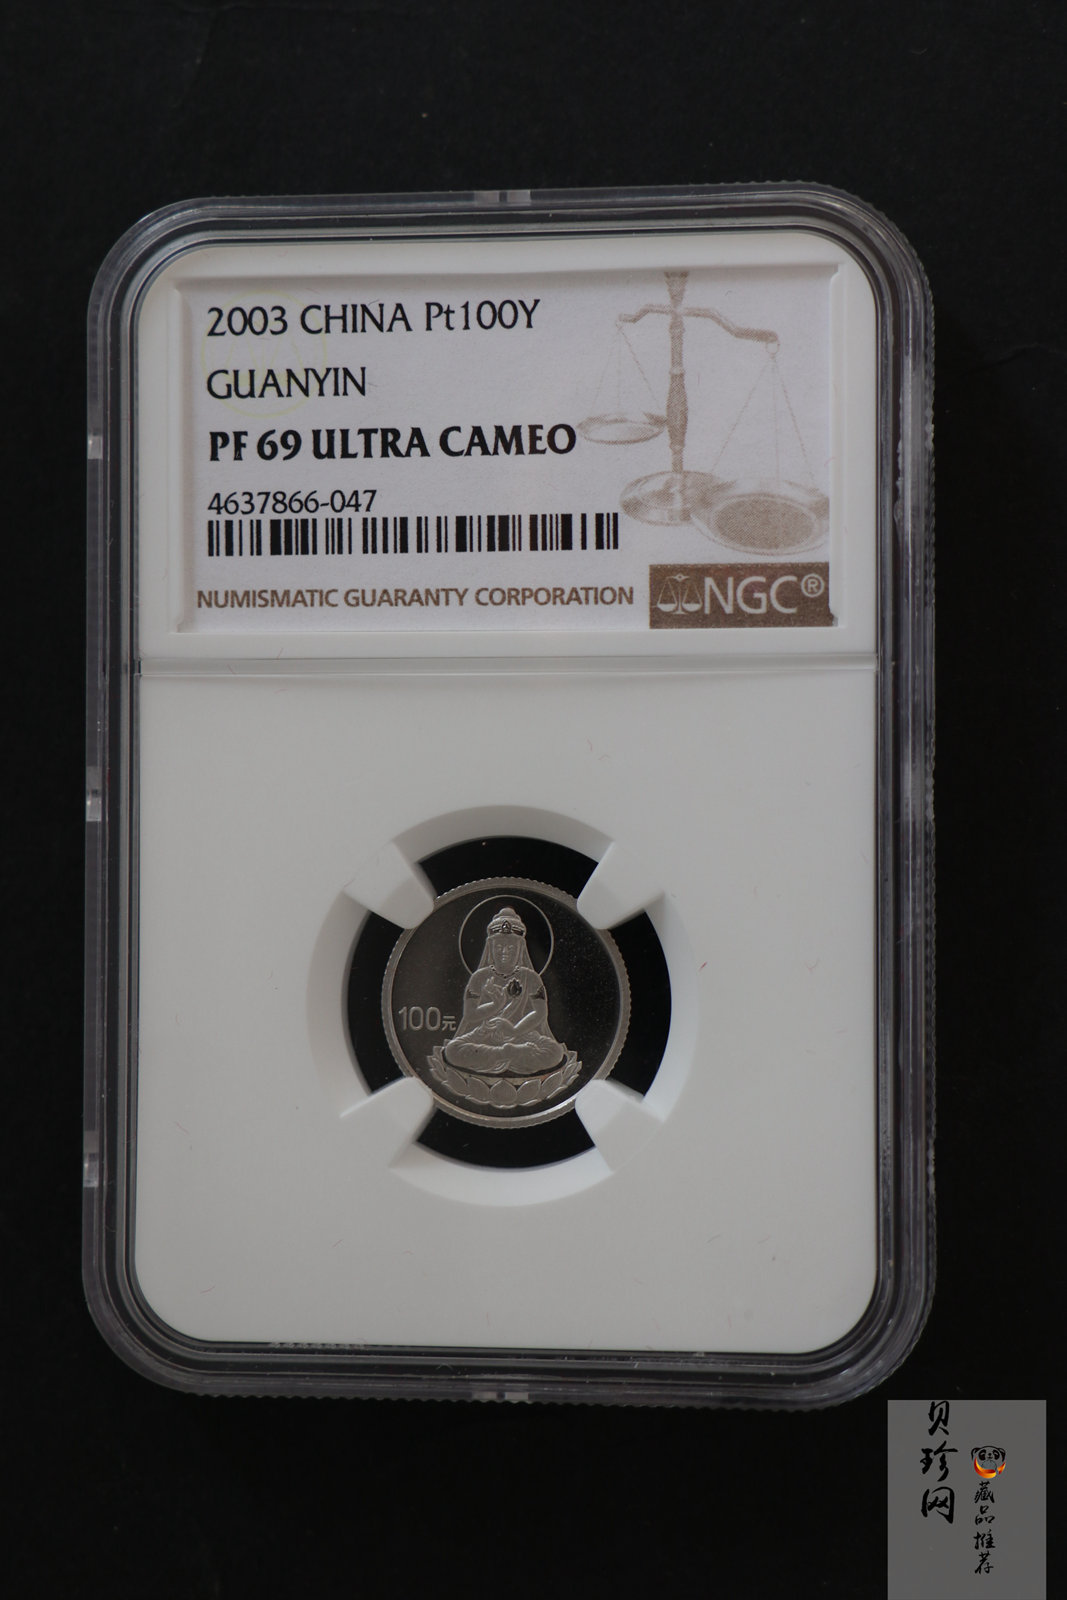 2003 CHINA Pt100Y
GUANYIN
PF 69 ULTRA CAMEO
4637866-047
NUMISMATIC GUARANTY CORPORATION
NGC®
100元
贝珍网
藏品推荐